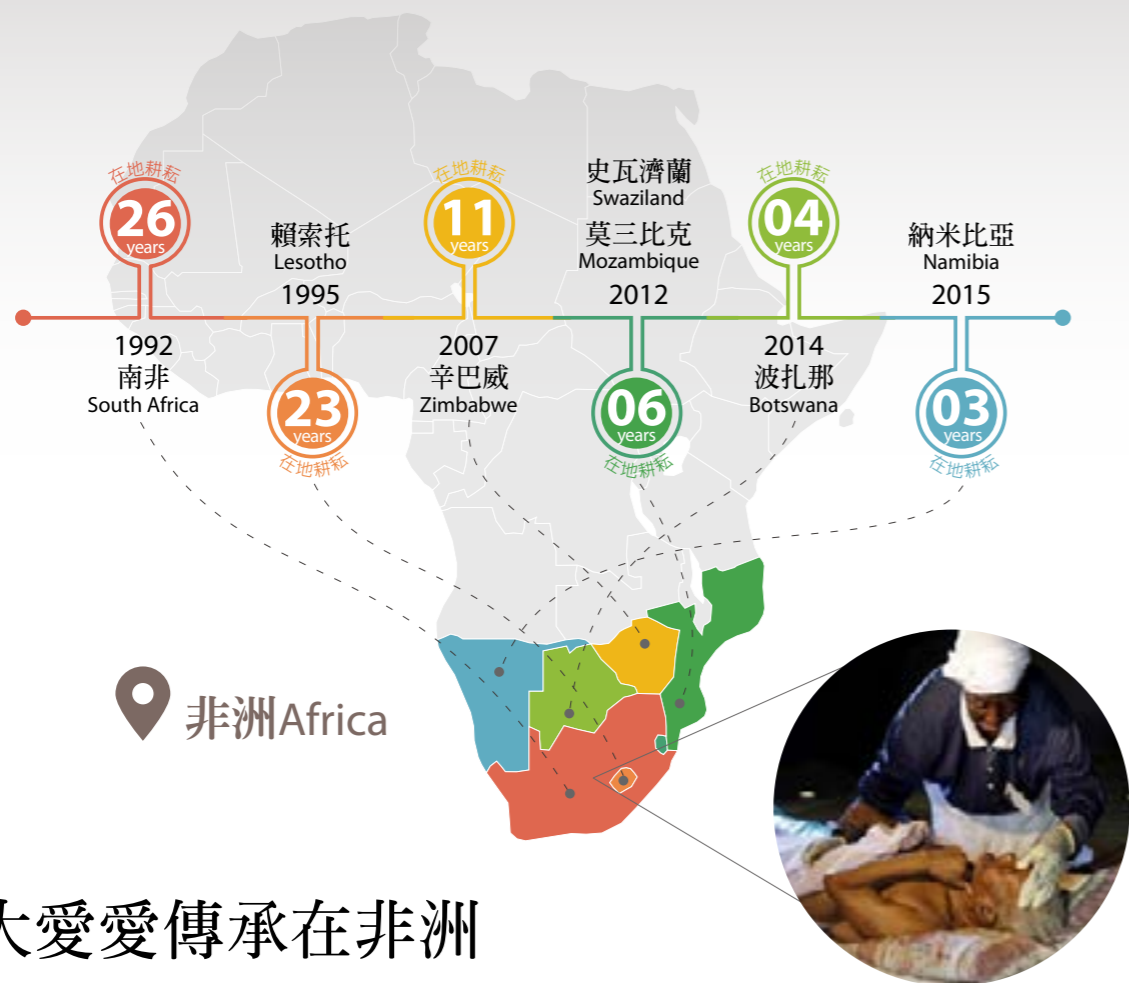 在地耕耘
26
years
1992
南非
South Africa
賴索托
Lesotho
1995
23
years
在地耕耘
在地耕耘
11
years
2007
辛巴威
Zimbabwe
史瓦濟蘭
Swaziland
莫三比克
Mozambique
2012
06
years
在地耕耘
在地耕耘
04
years
2014
波扎那
Botswana
納米比亞
Namibia
2015
03
years
在地耕耘
非洲Africa
大愛愛傳承在非洲